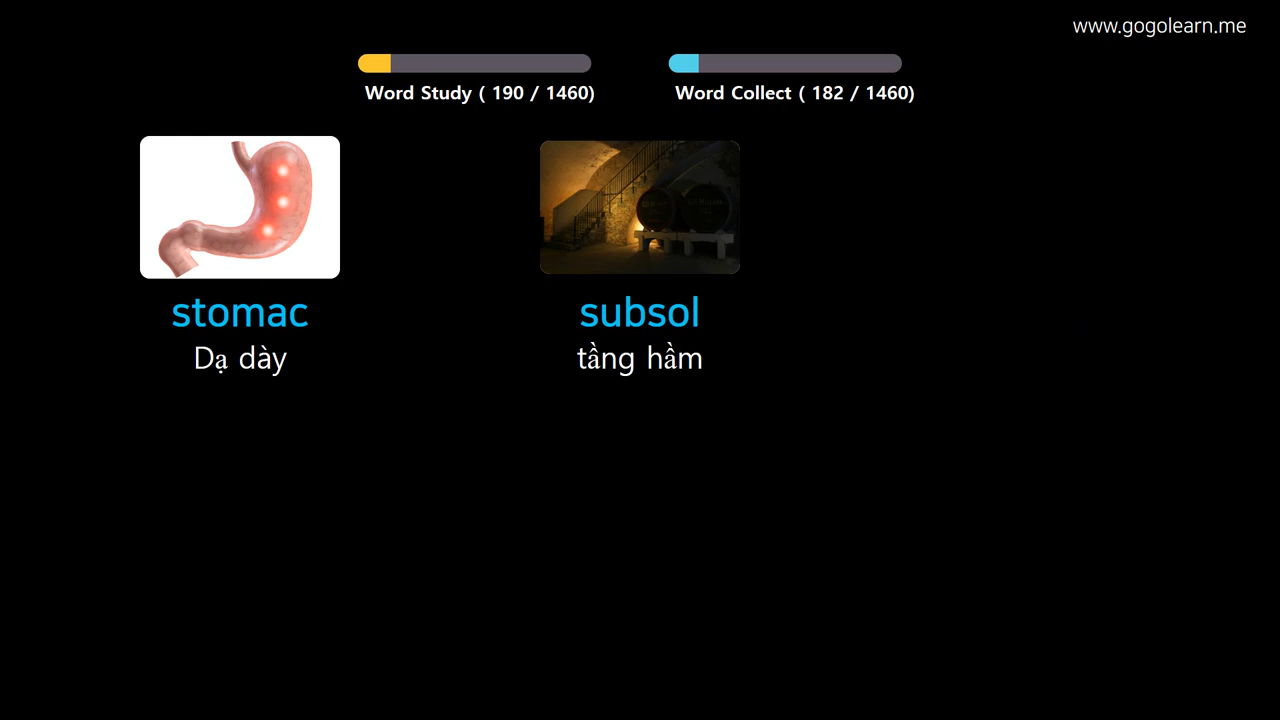 www.gogolearn.me
Word Study ( 190 / 1460)
Word Collect ( 182 / 1460)
stomac
Dạ dày
subsol
tầng hầm